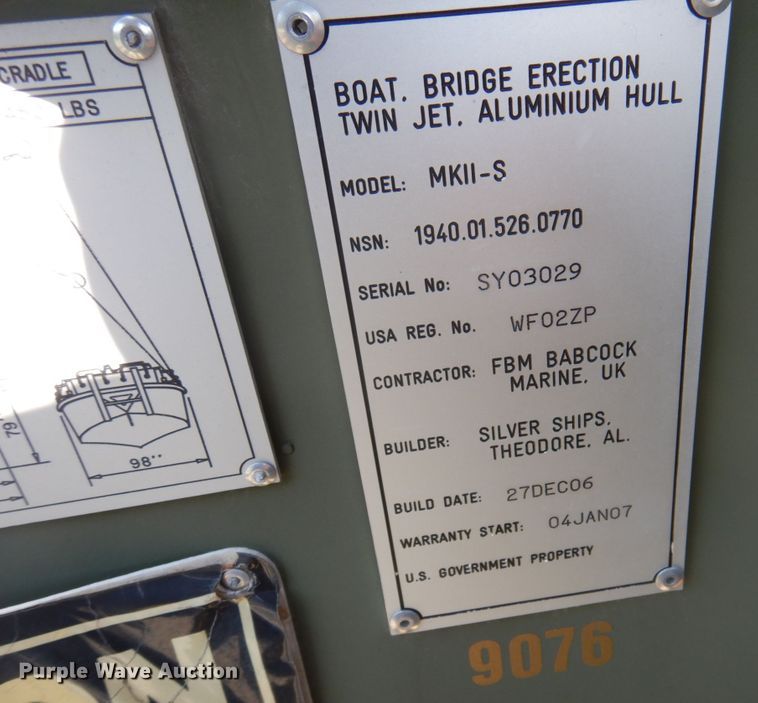 CRADLE
LBS
79
98''
BOAT, BRIDGE ERECTION
TWIN JET, ALUMINIUM HULL
MODEL: MKII-S
NSN: 1940.01.526.0770
SERIAL No: SY03029
USA REG. No. WF02ZP
CONTRACTOR: FBM BABCOCK
MARINE, UK
BUILDER: SILVER SHIPS,
THEODORE, AL.
BUILD DATE: 27DEC06
WARRANTY START: 04JAN07
U.S. GOVERNMENT PROPERTY
9076
Purple Wave Auction